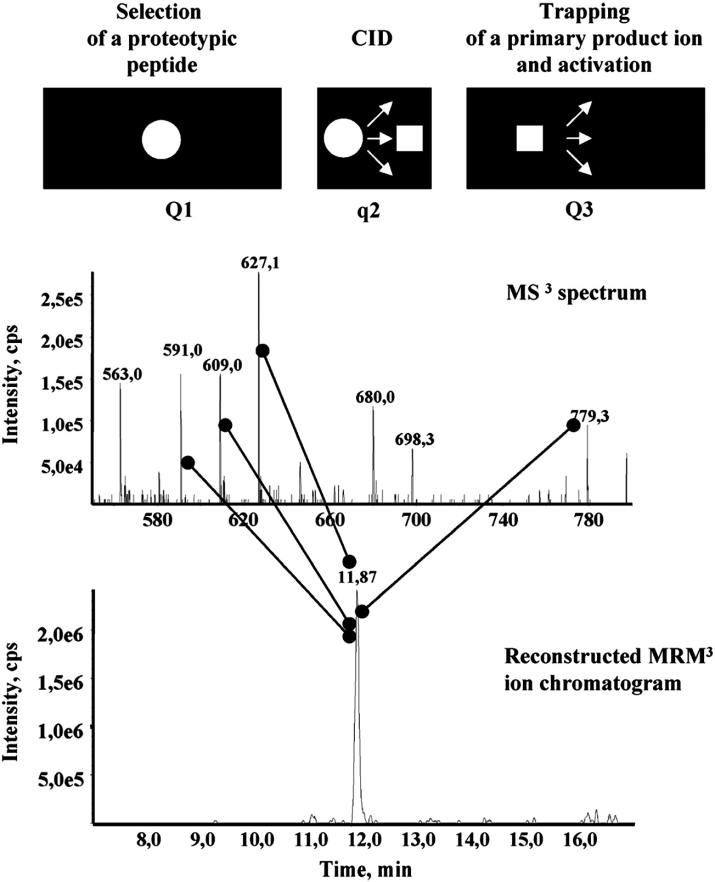 Selection
of a proteotypic
peptide
CID
Trapping
of a primary product ion
and activation
Q1
q2
Q3
MS 3 spectrum
Intensity, cps
2,5e5
2,0e5
1,5e5
1,0e5
5,0e4
563,0
591,0
609,0
627,1
680,0
698,3
779,3
580
620
660
700
740
780
11,87
Reconstructed MRM3
ion chromatogram
Intensity, cps
2,0e6
1,5e6
1,0e6
5,0e5
8,0
9,0
10,0
11,0
12,0
13,0
14,0
15,0
16,0
Time, min